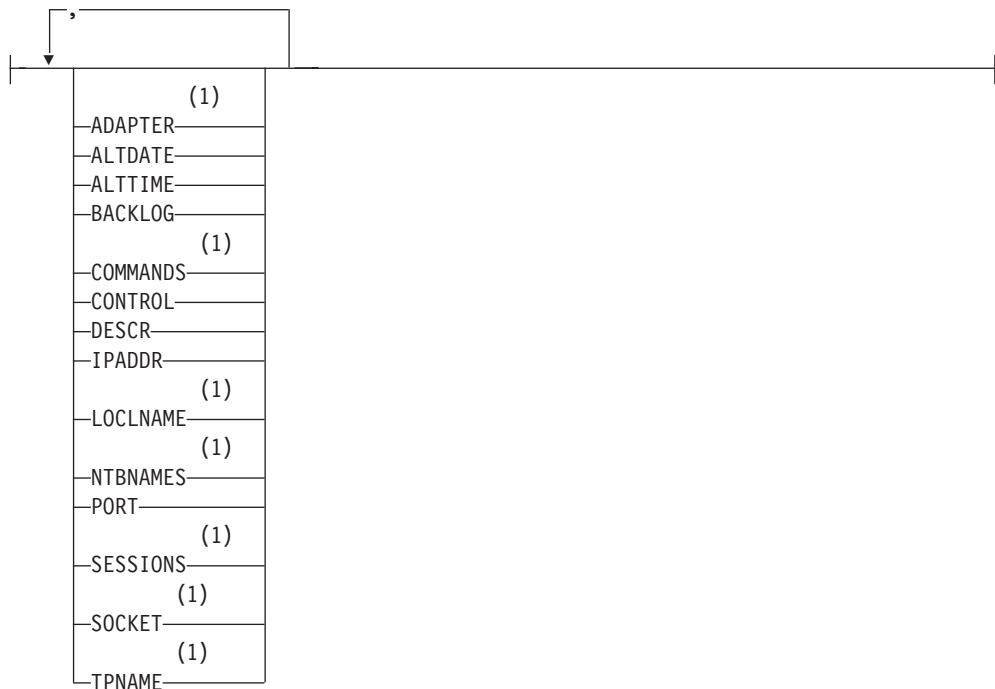 ,
(1)
ADAPTER
ALTDATE
ALTTIME
BACKLOG
(1)
COMMANDS
CONTROL
DESCR
IPADDR
(1)
LOCLNAME
(1)
NTBNAMES
PORT
(1)
SESSIONS
(1)
SOCKET
(1)
TPNAME